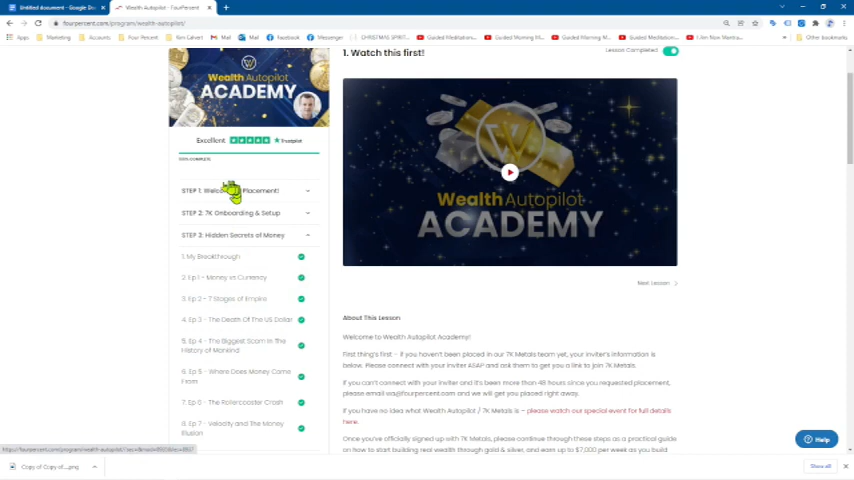 Untitled document - Google Doc
Wealth Autopilot - FourPercent
fourpercent.com/program/wealth-autopilot/
Apps
Marketing
Accounts
Four Percent
Kim Calvert
Mail
Mail
Facebook
Messenger
CHRISTMAS SPIRIT...
Guided Meditation...
Guided Morning M...
Guided Morning M...
Guided Meditation...
I Am Now Mantra...
Other Bookmarks
Wealth Autopilot
ACADEMY
Excellent
Trustpilot
100% COMPLETE
STEP 1: Welcome Placement!
STEP 2: 7K Onboarding & Setup
STEP 3: Hidden Secrets of Money
1. My Breakthrough
2. Ep 1 - Money vs Currency
3. Ep 2 - 7 Stages of Empire
4. Ep 3 - The Death Of The US Dollar
5. Ep 4 - The Biggest Scam In The
History of Mankind
6. Ep 5 - Where Does Money Come
From
7. Ep 6 - The Rollercoaster Crash
8. Ep 7 - Velocity and The Money
Illusion
1. Watch this first!
Lesson Completed
Wealth Autopilot
ACADEMY
Next Lesson
About This Lesson
Welcome to Wealth Autopilot Academy!
First thing's first - if you haven't been placed in our 7K Metals team yet, your inviter's information is
below. Please connect with your inviter ASAP and ask them to get you a link to join 7K Metals.
If you can't connect with your inviter and it's been more than 48 hours since you requested placement,
please email wa@fourpercent.com and we will get you placed right away.
If you have no idea what Wealth Autopilot / 7K Metals is - please watch our special event for full details
here.
Once you've officially signed up with 7K Metals, please continue through these steps as a practical guide
on how to start building real wealth through gold & silver, and earn up to $7,000 per week as you build
Help
Copy of Copy of....png
Show all